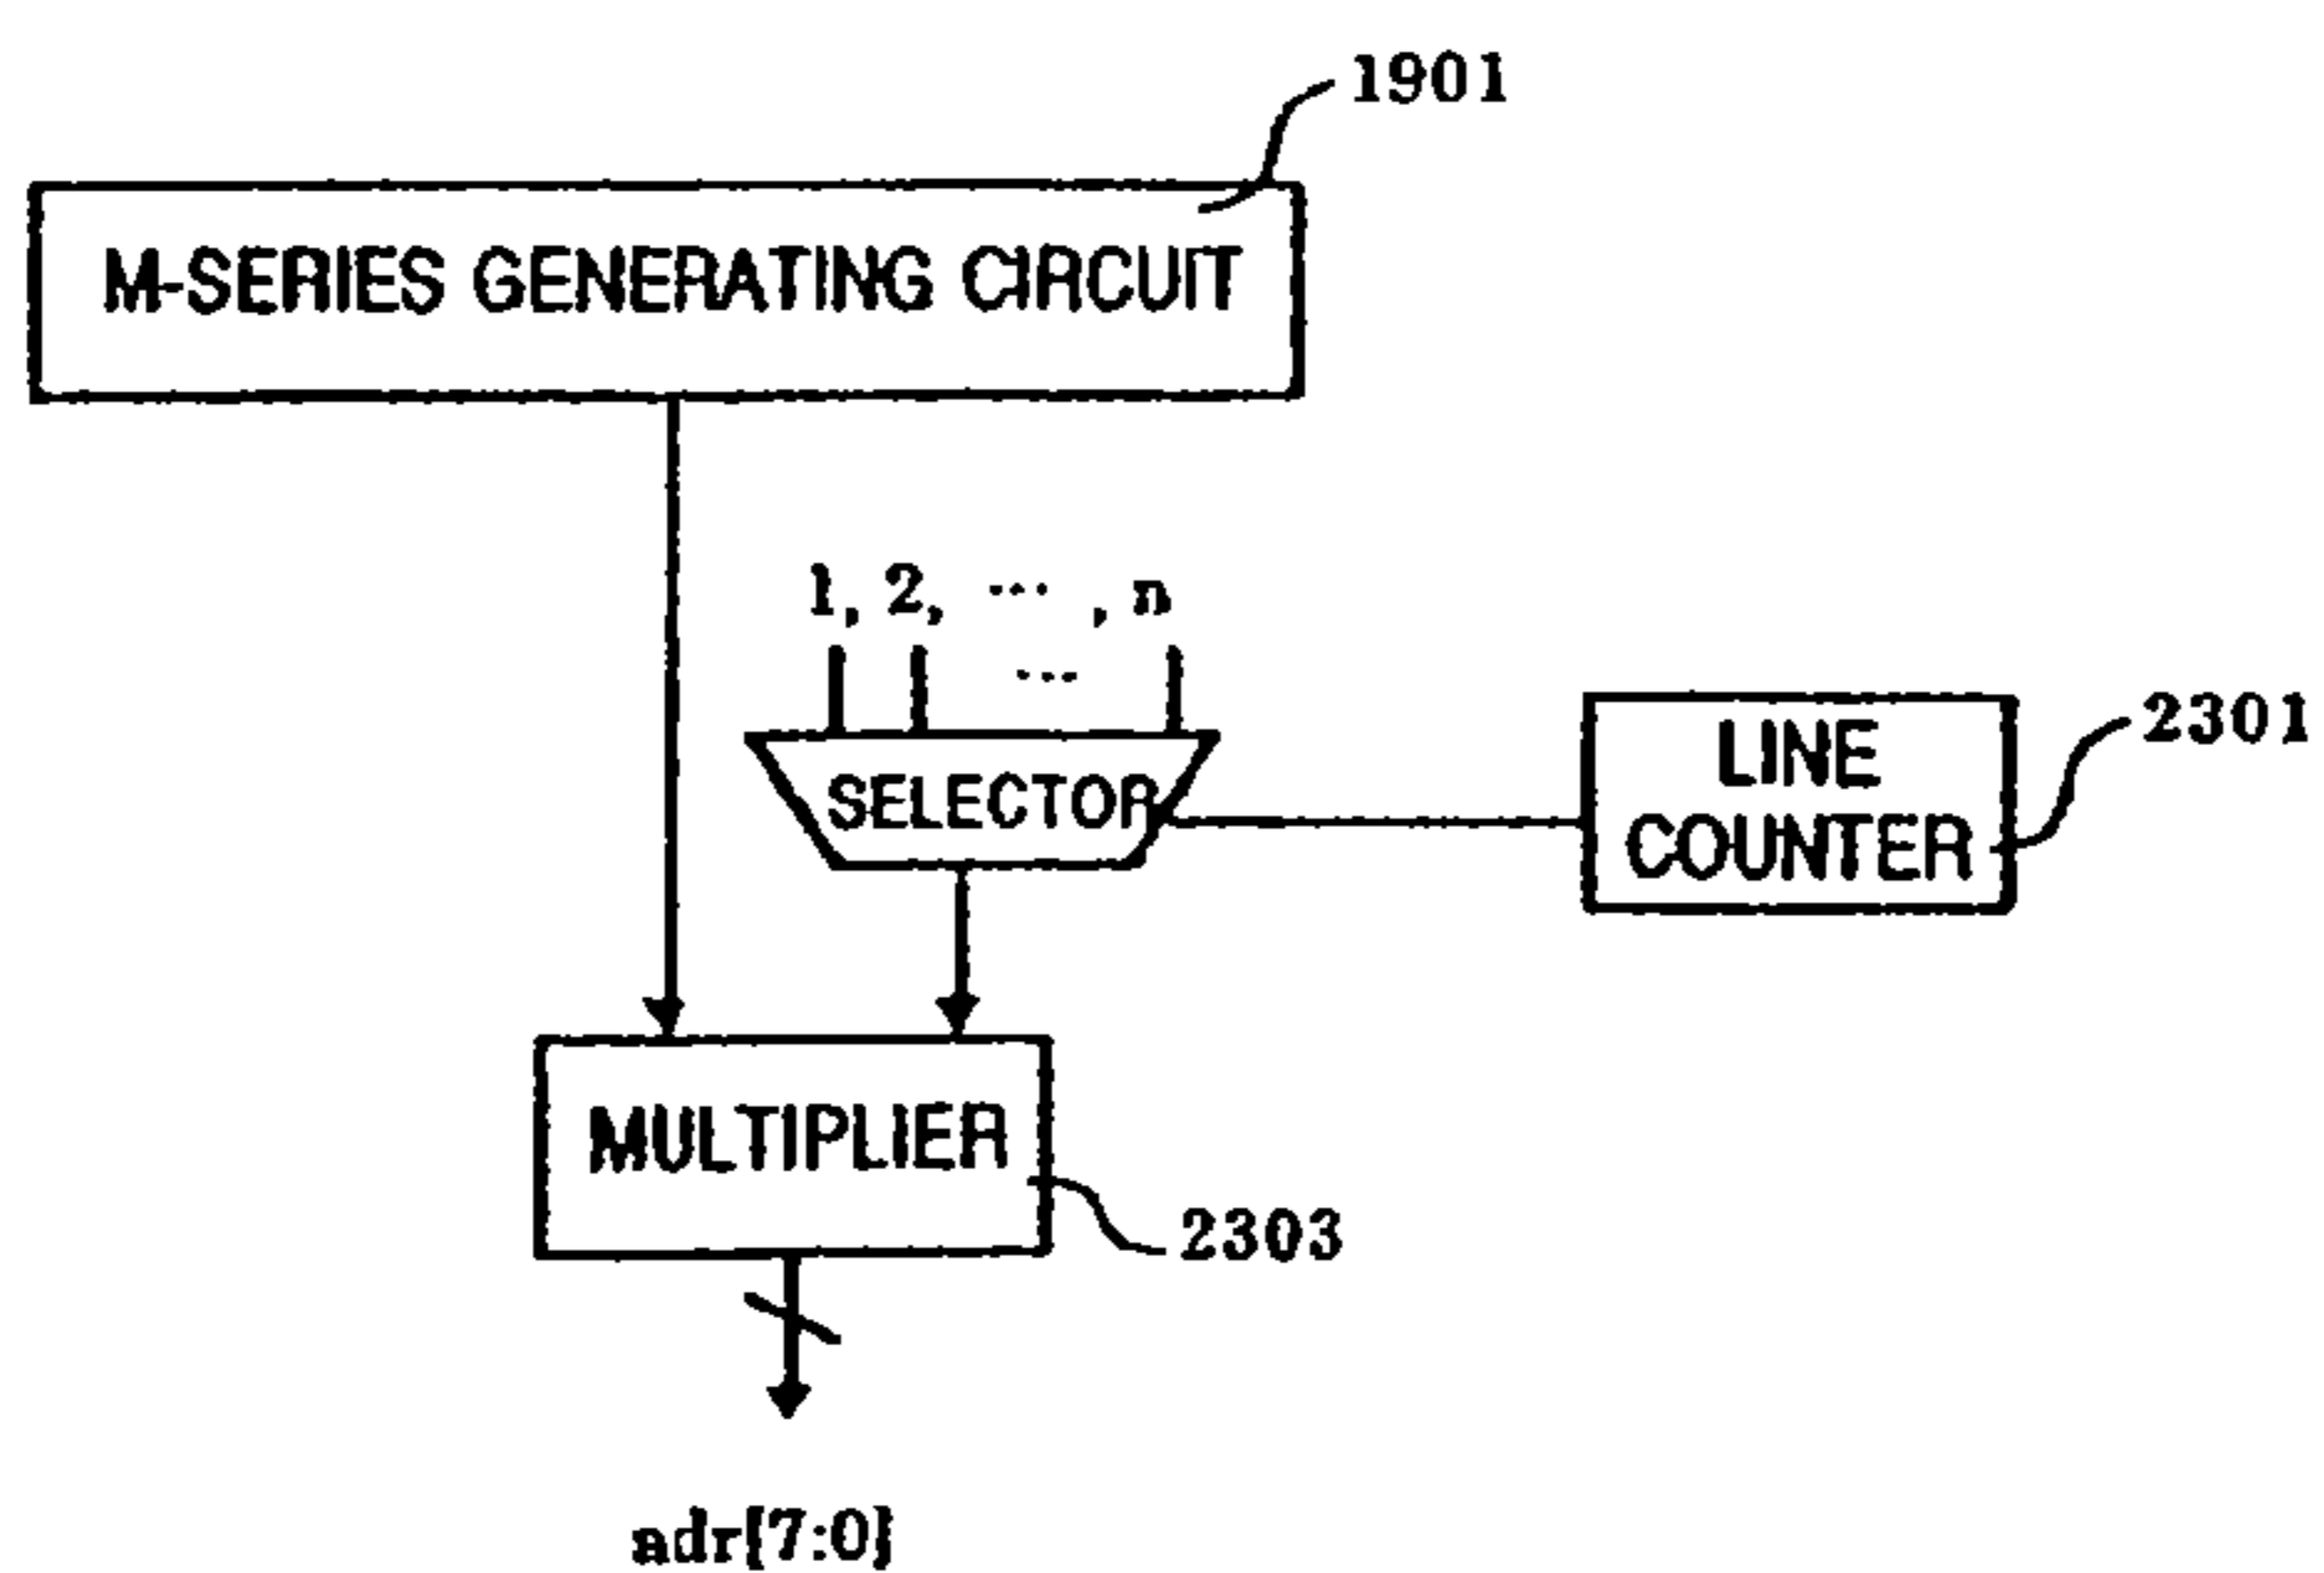 1901
M-SERIES GENERATING CIRCUIT
1, 2, ··· , n
···
SELECTOR
LINE
COUNTER
2301
MULTIPLIER
2303
adr[7:0]